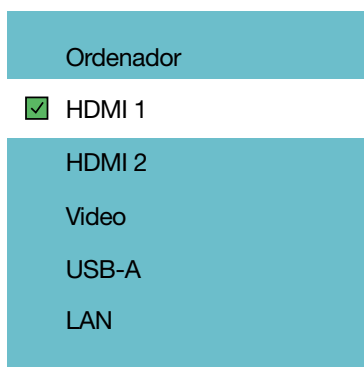 Ordenador
HDMI 1
HDMI 2
Video
USB-A
LAN